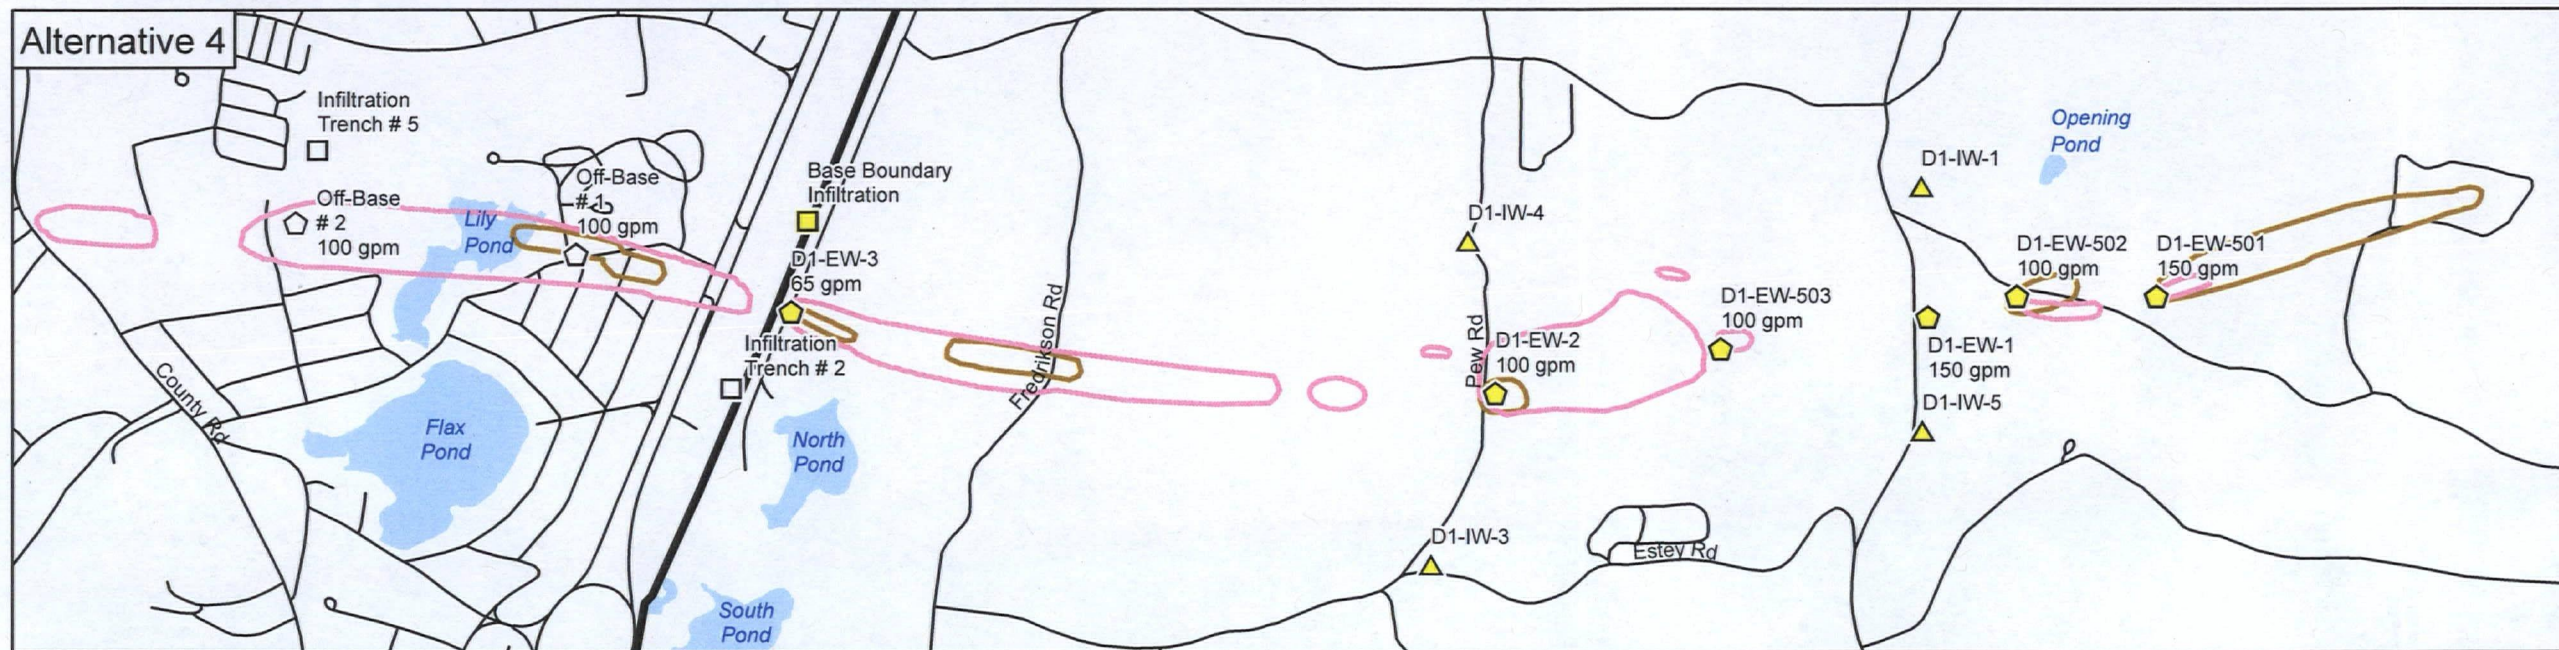 Alternative 4
Infiltration
Trench # 5
Off-Base
# 2
100 gpm
Lily
Pond
Off-Base
# 1
100 gpm
Base Boundary
Infiltration
D1-EW-3
65 gpm
Infiltration
Trench # 2
County Rd
Flax
Pond
North
Pond
South
Pond
Fredrikson Rd
D1-IW-4
Pew Rd
D1-EW-2
100 gpm
D1-IW-3
Estey Rd
D1-EW-503
100 gpm
D1-IW-1
Opening
Pond
D1-EW-502
100 gpm
D1-EW-501
150 gpm
D1-EW-1
150 gpm
D1-IW-5